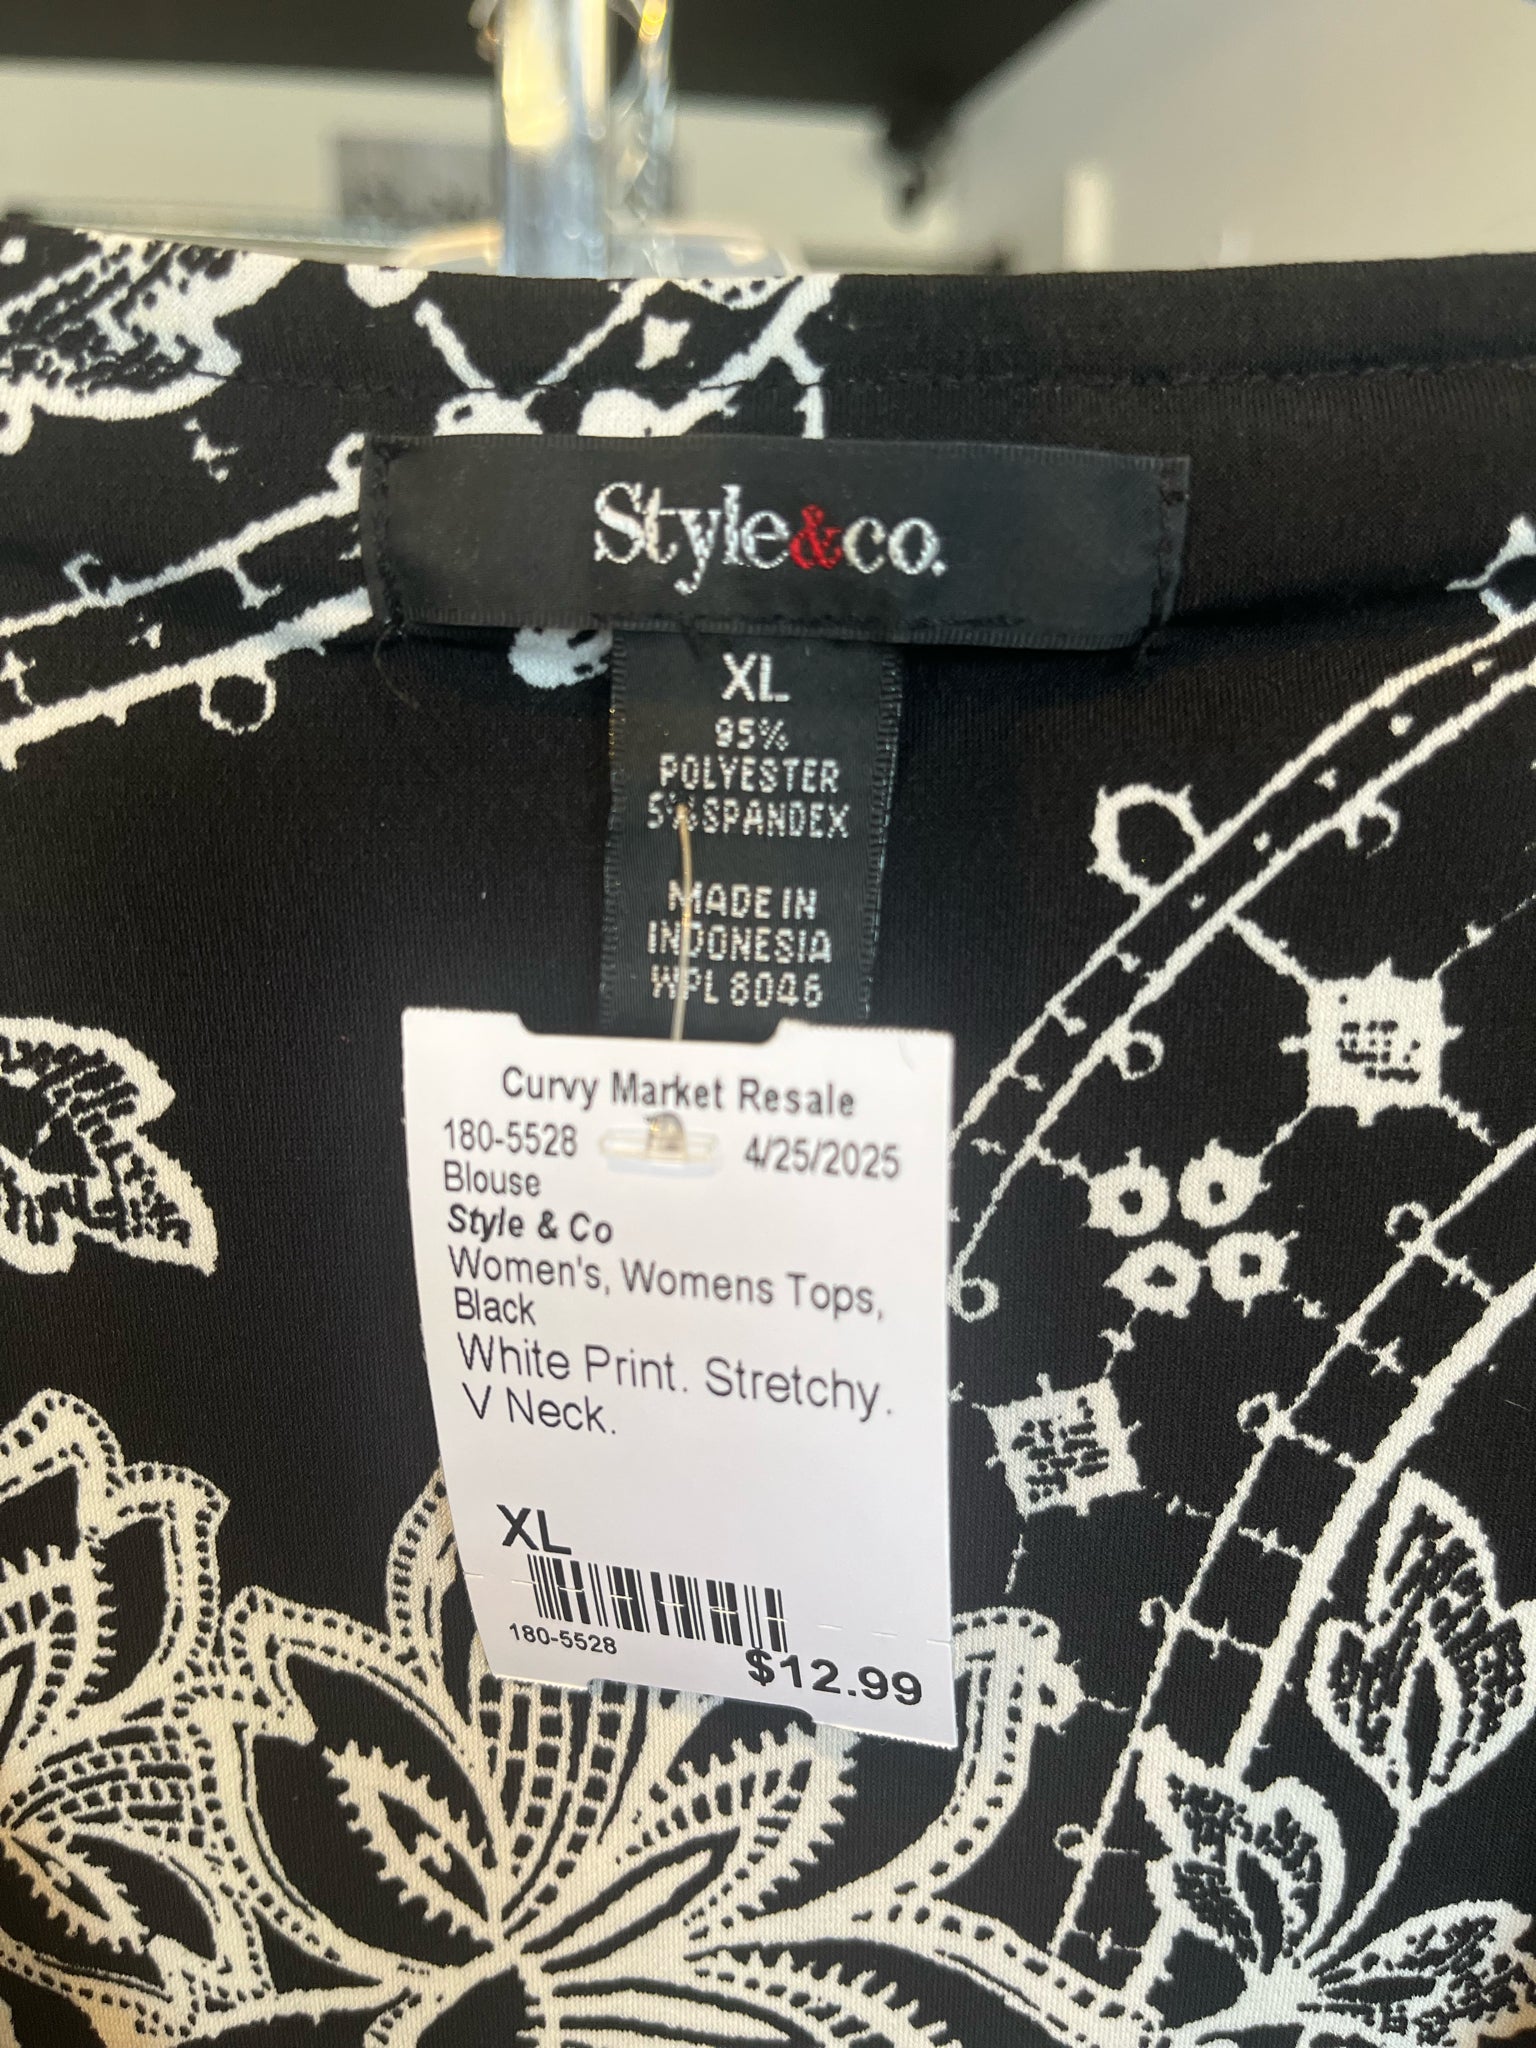 Style&co.
XL
95%
POLYESTER
5%SPANDEX
MADE IN
INDONESIA
WPL 8046
Curvy Market Resale
180-5528 4/25/2025
Blouse
Style & Co
Women's, Womens Tops,
Black
White Print. Stretchy.
V Neck.
XL
180-5528
$12.99